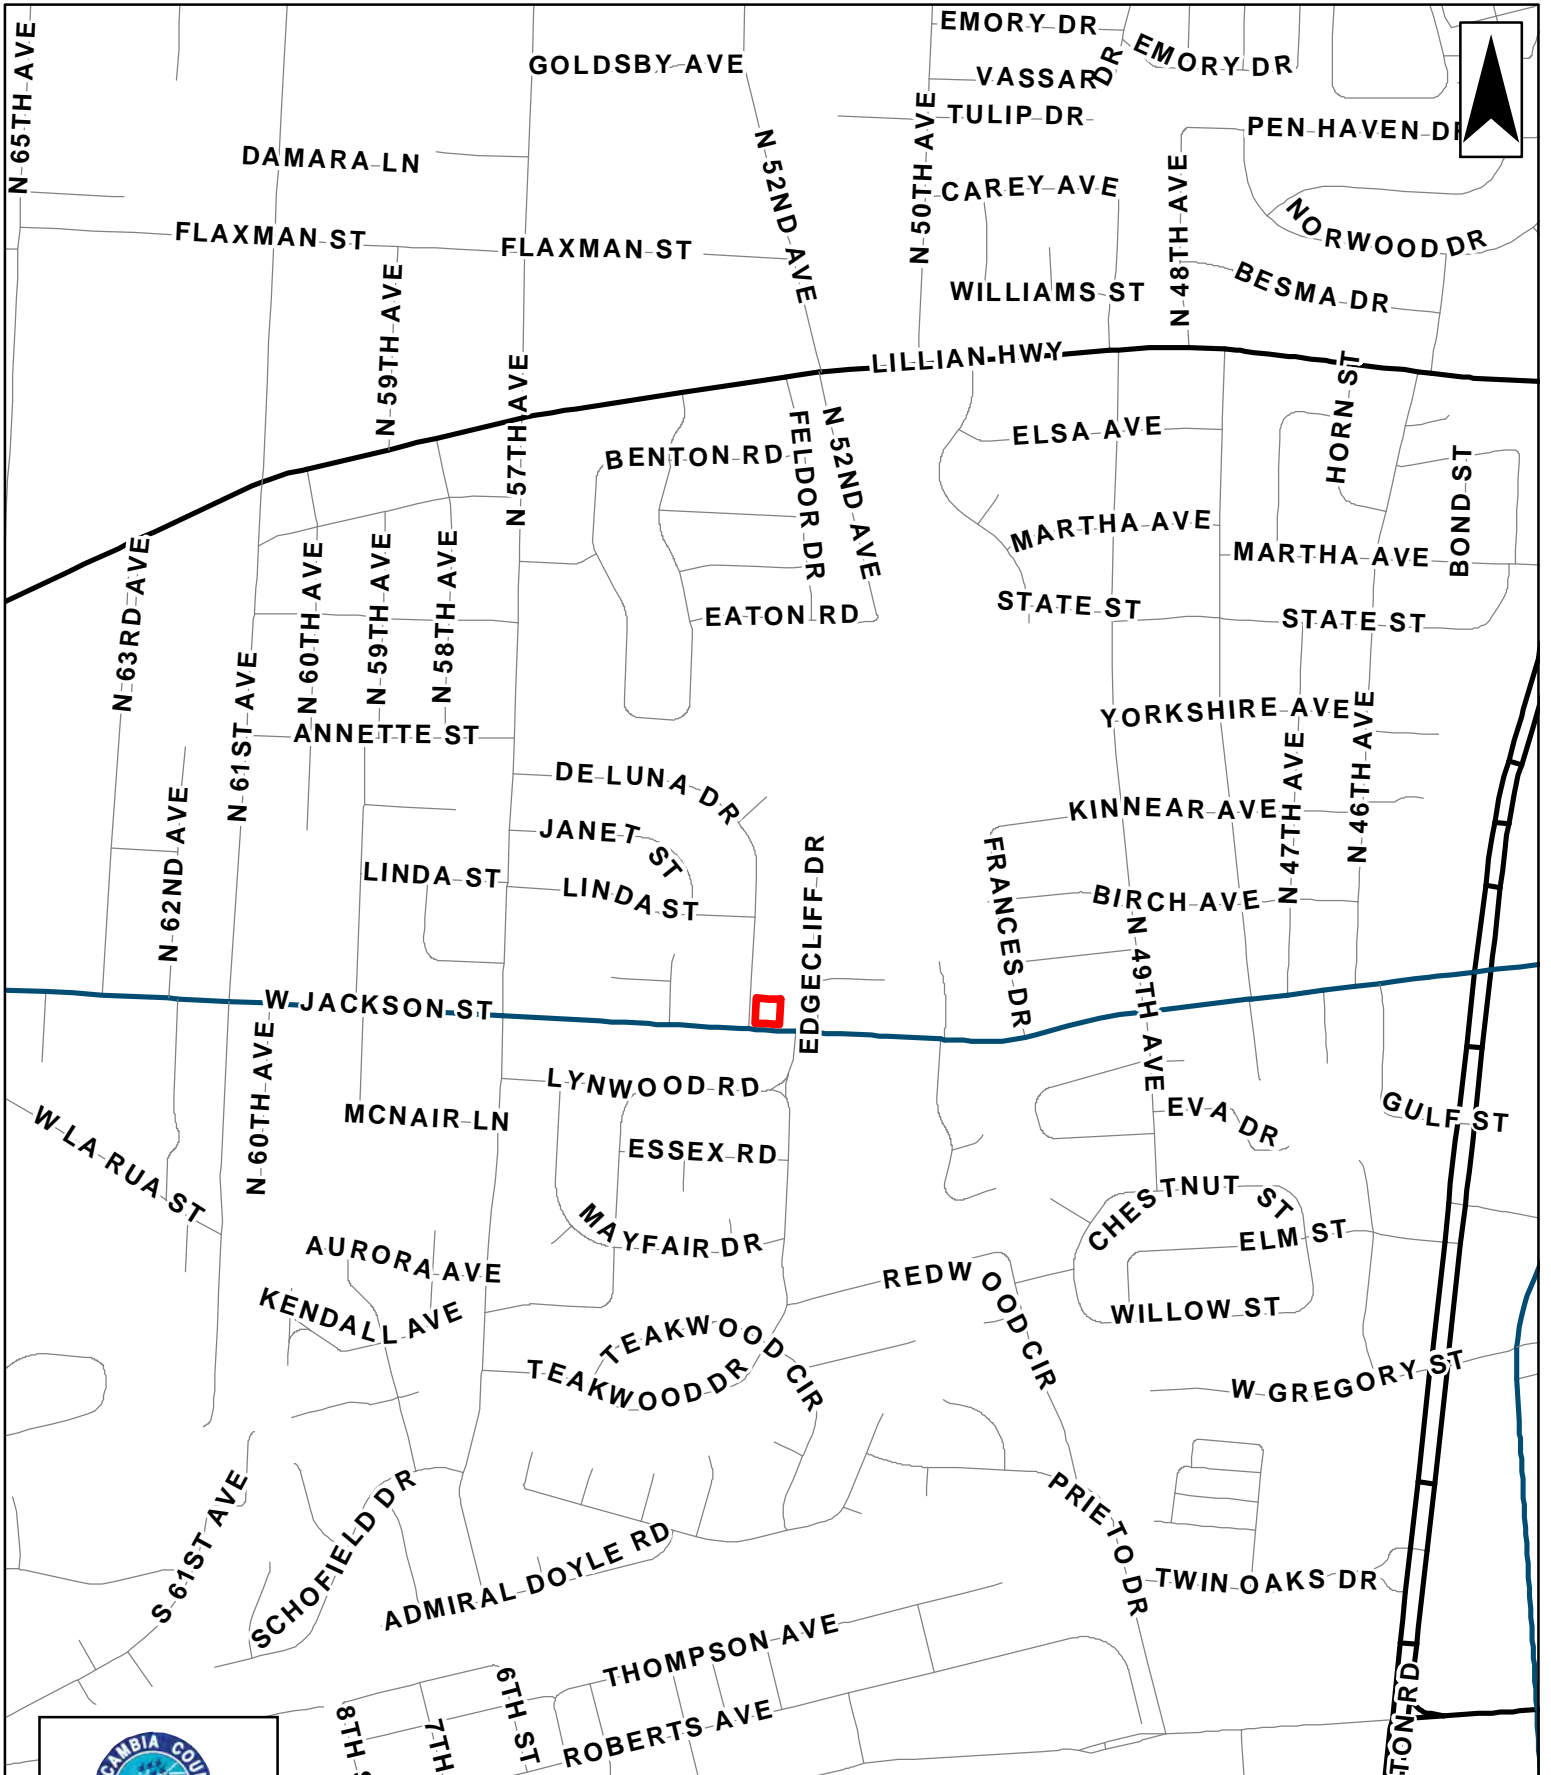 EMORY DR
EMORY DR
GOLDSBY AVE
VASSAR DR
TULIP DR
PEN HAVEN DR
N 65TH AVE
N 52ND AVE
N 50TH AVE
DAMARA LN
CAREY AVE
N 48TH AVE
NORWOOD DR
FLAXMAN ST
FLAXMAN ST
BESMA DR
WILLIAMS ST
N 59TH AVE
LILLIAN HWY
HORN ST
N 57TH AVE
FELDOR DR
N 52ND AVE
ELSA AVE
BENTON RD
BOND ST
MARTHA AVE
MARTHA AVE
N 63RD AVE
N 60TH AVE
N 59TH AVE
N 58TH AVE
STATE ST
STATE ST
EATON RD
N 61ST AVE
YORKSHIRE AVE
ANNETTE ST
N 47TH AVE
N 46TH AVE
DE LUNA DR
N 62ND AVE
KINNEAR AVE
JANET ST
EDGECLIFF DR
FRANCES DR
LINDA ST
LINDA ST
BIRCH AVE
N 49TH AVE
W JACKSON ST
N 60TH AVE
LYNWOOD RD
W LA RUA ST
MCNAIR LN
EVA DR
GULF ST
ESSEX RD
CHESTNUT ST
MAYFAIR DR
ELM ST
AURORA AVE
REDWOOD CIR
KENDALL AVE
WILLOW ST
TEAKWOOD CIR
TEAKWOOD DR
W GREGORY ST
S 61ST AVE
SCHOFIELD DR
PRIETO DR
ADMIRAL DOYLE RD
TWIN OAKS DR
THOMPSON AVE
6TH ST
ROBERTS AVE
8TH S
7TH
TON RD
CAMBIA COU